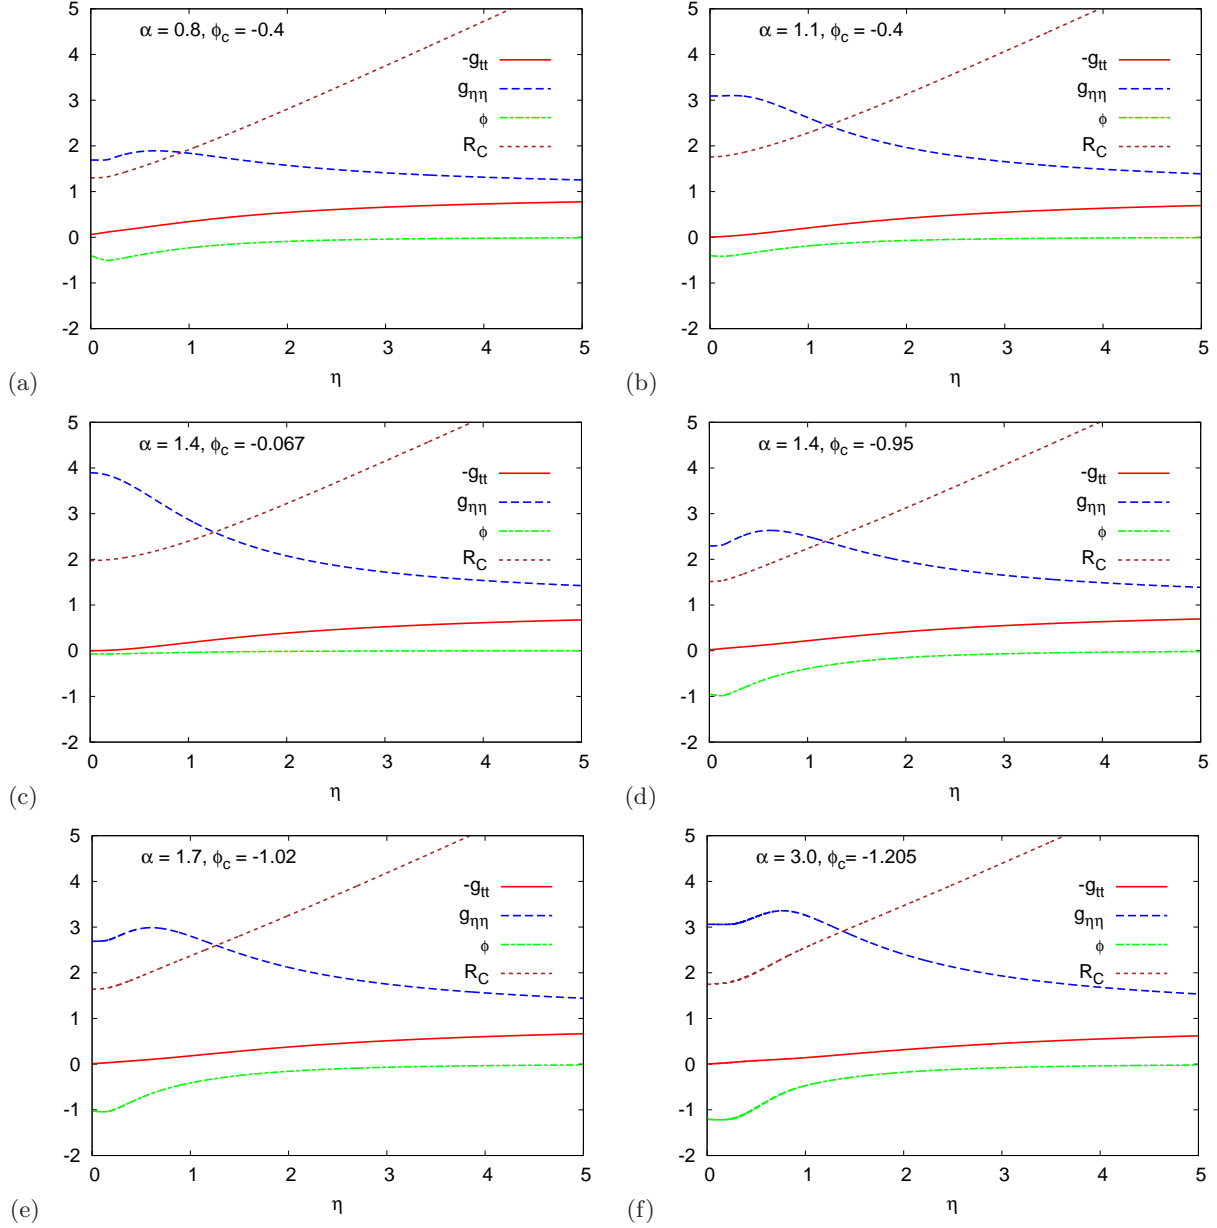 α = 0.8, ϕc = -0.4
-gtt
gηη
ϕ
RC
5
4
3
2
1
0
-1
-2
0 1 2 3 4 5
η
(a)
α = 1.1, ϕc = -0.4
-gtt
gηη
ϕ
RC
5
4
3
2
1
0
-1
-2
0 1 2 3 4 5
η
(b)
α = 1.4, ϕc = -0.067
-gtt
gηη
ϕ
RC
5
4
3
2
1
0
-1
-2
0 1 2 3 4 5
η
(c)
α = 1.4, ϕc = -0.95
-gtt
gηη
ϕ
RC
5
4
3
2
1
0
-1
-2
0 1 2 3 4 5
η
(d)
α = 1.7, ϕc = -1.02
-gtt
gηη
ϕ
RC
5
4
3
2
1
0
-1
-2
0 1 2 3 4 5
η
(e)
α = 3.0, ϕc= -1.205
-gtt
gηη
ϕ
RC
5
4
3
2
1
0
-1
-2
0 1 2 3 4 5
η
(f)